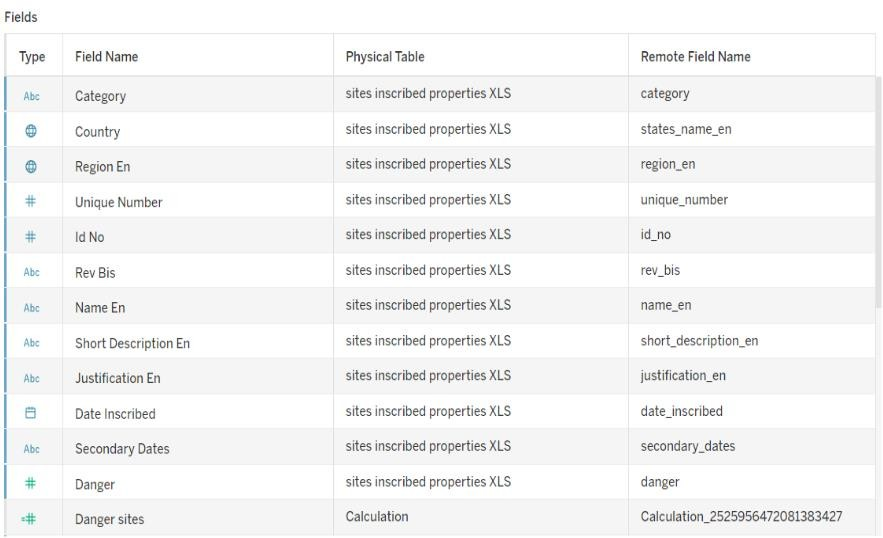 Fields
Type Field Name Physical Table Remote Field Name
Abc Category sites inscribed properties XLS category
Country sites inscribed properties XLS states_name_en
Region En sites inscribed properties XLS region_en
# Unique Number sites inscribed properties XLS unique_number
# Id No sites inscribed properties XLS id_no
Abc Rev Bis sites inscribed properties XLS rev_bis
Abc Name En sites inscribed properties XLS name_en
Abc Short Description En sites inscribed properties XLS short_description_en
Abc Justification En sites inscribed properties XLS justification_en
Date Inscribed sites inscribed properties XLS date_inscribed
Abc Secondary Dates sites inscribed properties XLS secondary_dates
# Danger sites inscribed properties XLS danger
=# Danger sites Calculation Calculation_2525956472081383427